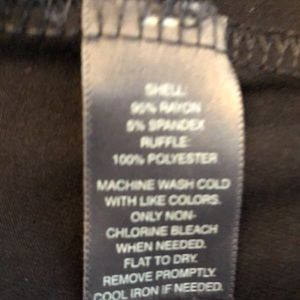 SHELL:
95% RAYON
5% SPANDEX
RUFFLE:
100% POLYESTER
MACHINE WASH COLD
WITH LIKE COLORS.
ONLY NON-
CHLORINE BLEACH
WHEN NEEDED.
FLAT TO DRY.
REMOVE PROMPTLY.
COOL IRON IF NEEDED.